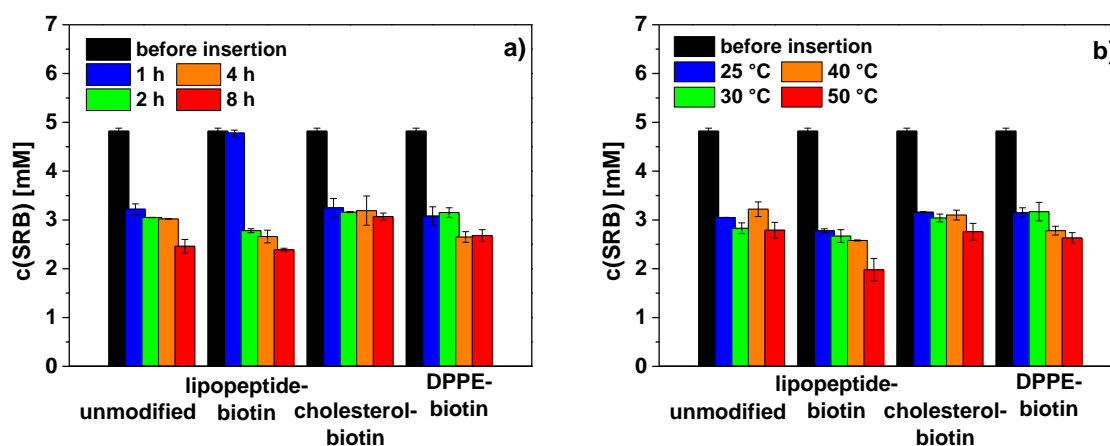 7
6
5
4
3
2
1
0
c(SRB) [mM]
a)
before insertion
1 h 4 h
2 h 8 h
unmodified
lipopeptide-
biotin
cholesterol-
biotin
DPPE-
biotin
7
6
5
4
3
2
1
0
c(SRB) [mM]
b)
before insertion
25 °C 40 °C
30 °C 50 °C
unmodified
lipopeptide-
biotin
cholesterol-
biotin
DPPE-
biotin